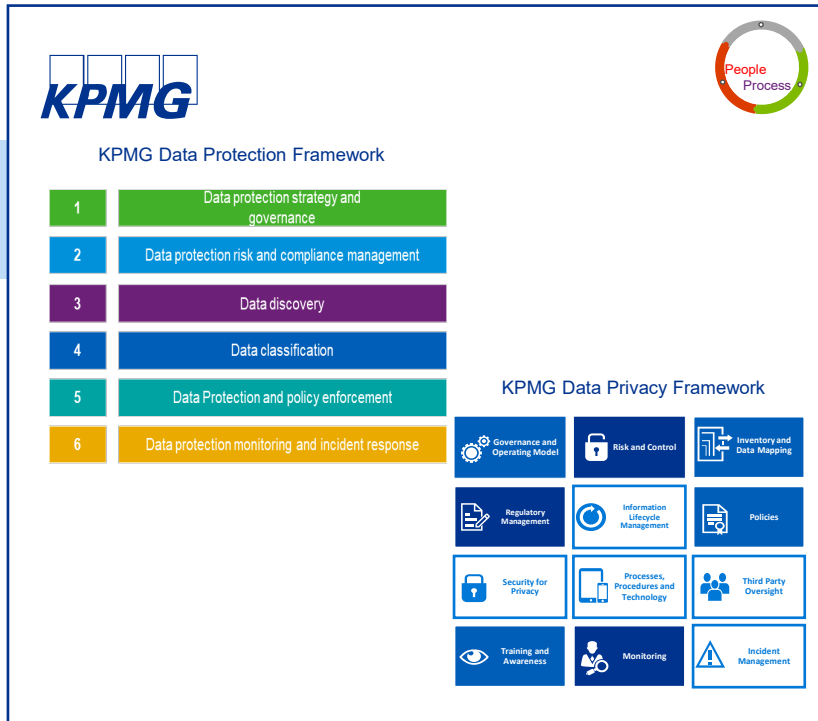 KPMG
People
Process
KPMG Data Protection Framework
1
Data protection strategy and
governance
2
Data protection risk and compliance management
3
Data discovery
4
Data classification
5
Data Protection and policy enforcement
6
Data protection monitoring and incident response
KPMG Data Privacy Framework
Governance and
Operating Model
Risk and Control
Inventory and
Data Mapping
Regulatory
Management
Information
Lifecycle
Management
Policies
Security for
Privacy
Processes,
Procedures and
Technology
Third Party
Oversight
Training and
Awareness
Monitoring
Incident
Management